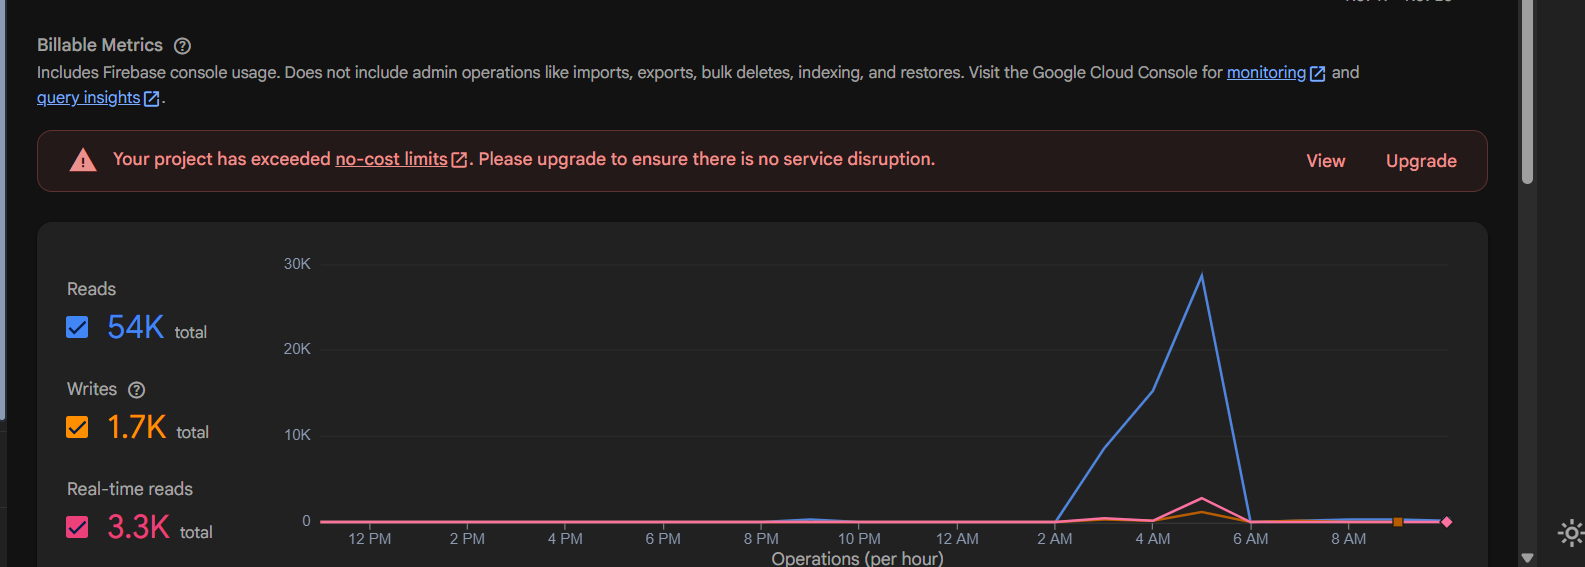 Billable Metrics
Includes Firebase console usage. Does not include admin operations like imports, exports, bulk deletes, indexing, and restores. Visit the Google Cloud Console for monitoring and
query insights.
Your project has exceeded no-cost limits. Please upgrade to ensure there is no service disruption.
View
Upgrade
Reads
54K total
Writes
1.7K total
Real-time reads
3.3K total
30K
20K
10K
0
12 PM 2 PM 4 PM 6 PM 8 PM 10 PM 12 AM 2 AM 4 AM 6 AM 8 AM
Operations (per hour)